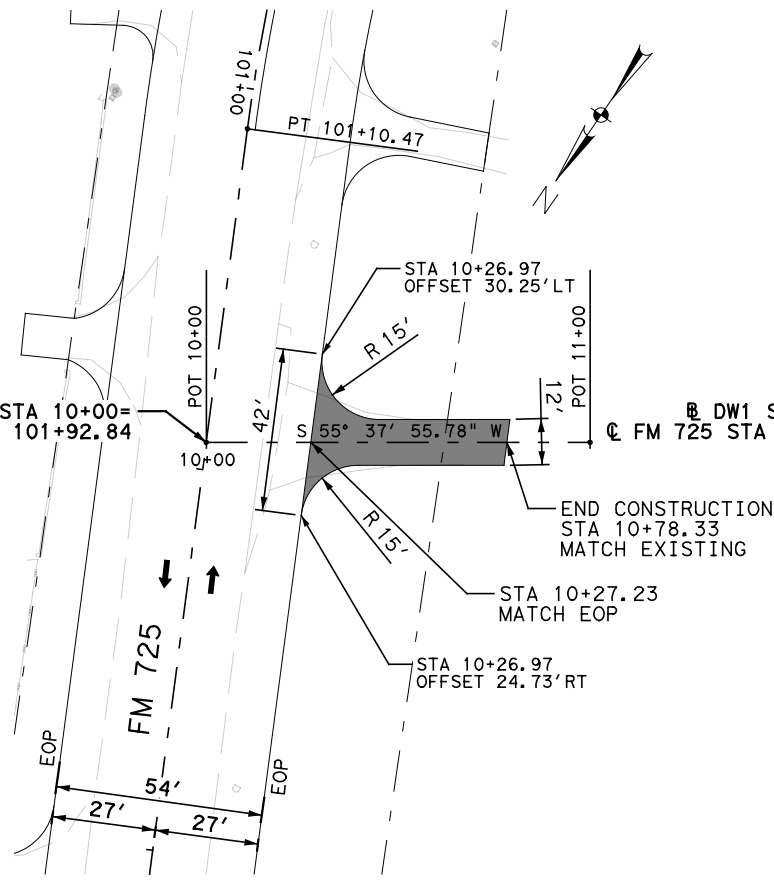 101+00
PT 101+10.47
N
STA 10+26.97
OFFSET 30.25'LT
POT 10+00
R 15'
POT 11+00
12'
42'
STA 10+00=
101+92.84
S 55° 37' 55.78" W
10+00
B DW1 S
CL FM 725 STA
END CONSTRUCTION
STA 10+78.33
MATCH EXISTING
R 15'
STA 10+27.23
MATCH EOP
STA 10+26.97
OFFSET 24.73'RT
FM 725
EOP
EOP
54'
27'
27'